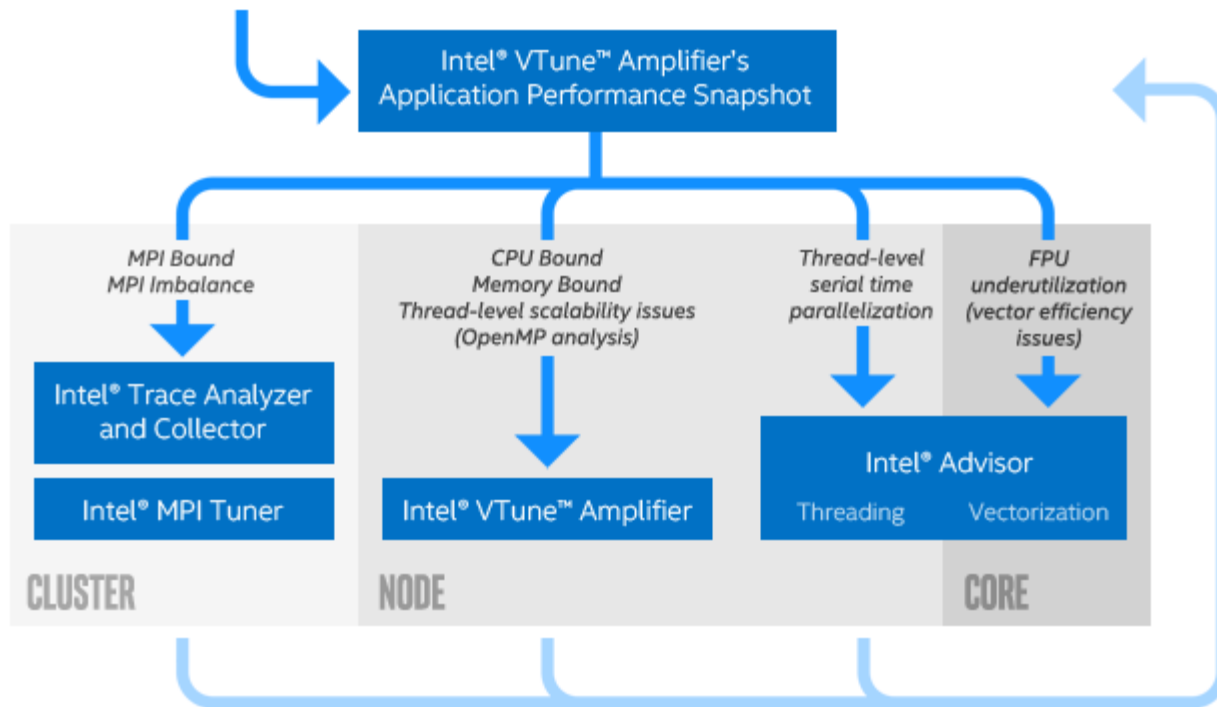 Intel® VTune™ Amplifier's
Application Performance Snapshot
MPI Bound
MPI Imbalance
CPU Bound
Memory Bound
Thread-level scalability issues
(OpenMP analysis)
Thread-level
serial time
parallelization
FPU
underutilization
(vector efficiency
issues)
Intel® Trace Analyzer
and Collector
Intel® MPI Tuner
Intel® VTune™ Amplifier
Intel® Advisor
Threading
Vectorization
CLUSTER
NODE
CORE